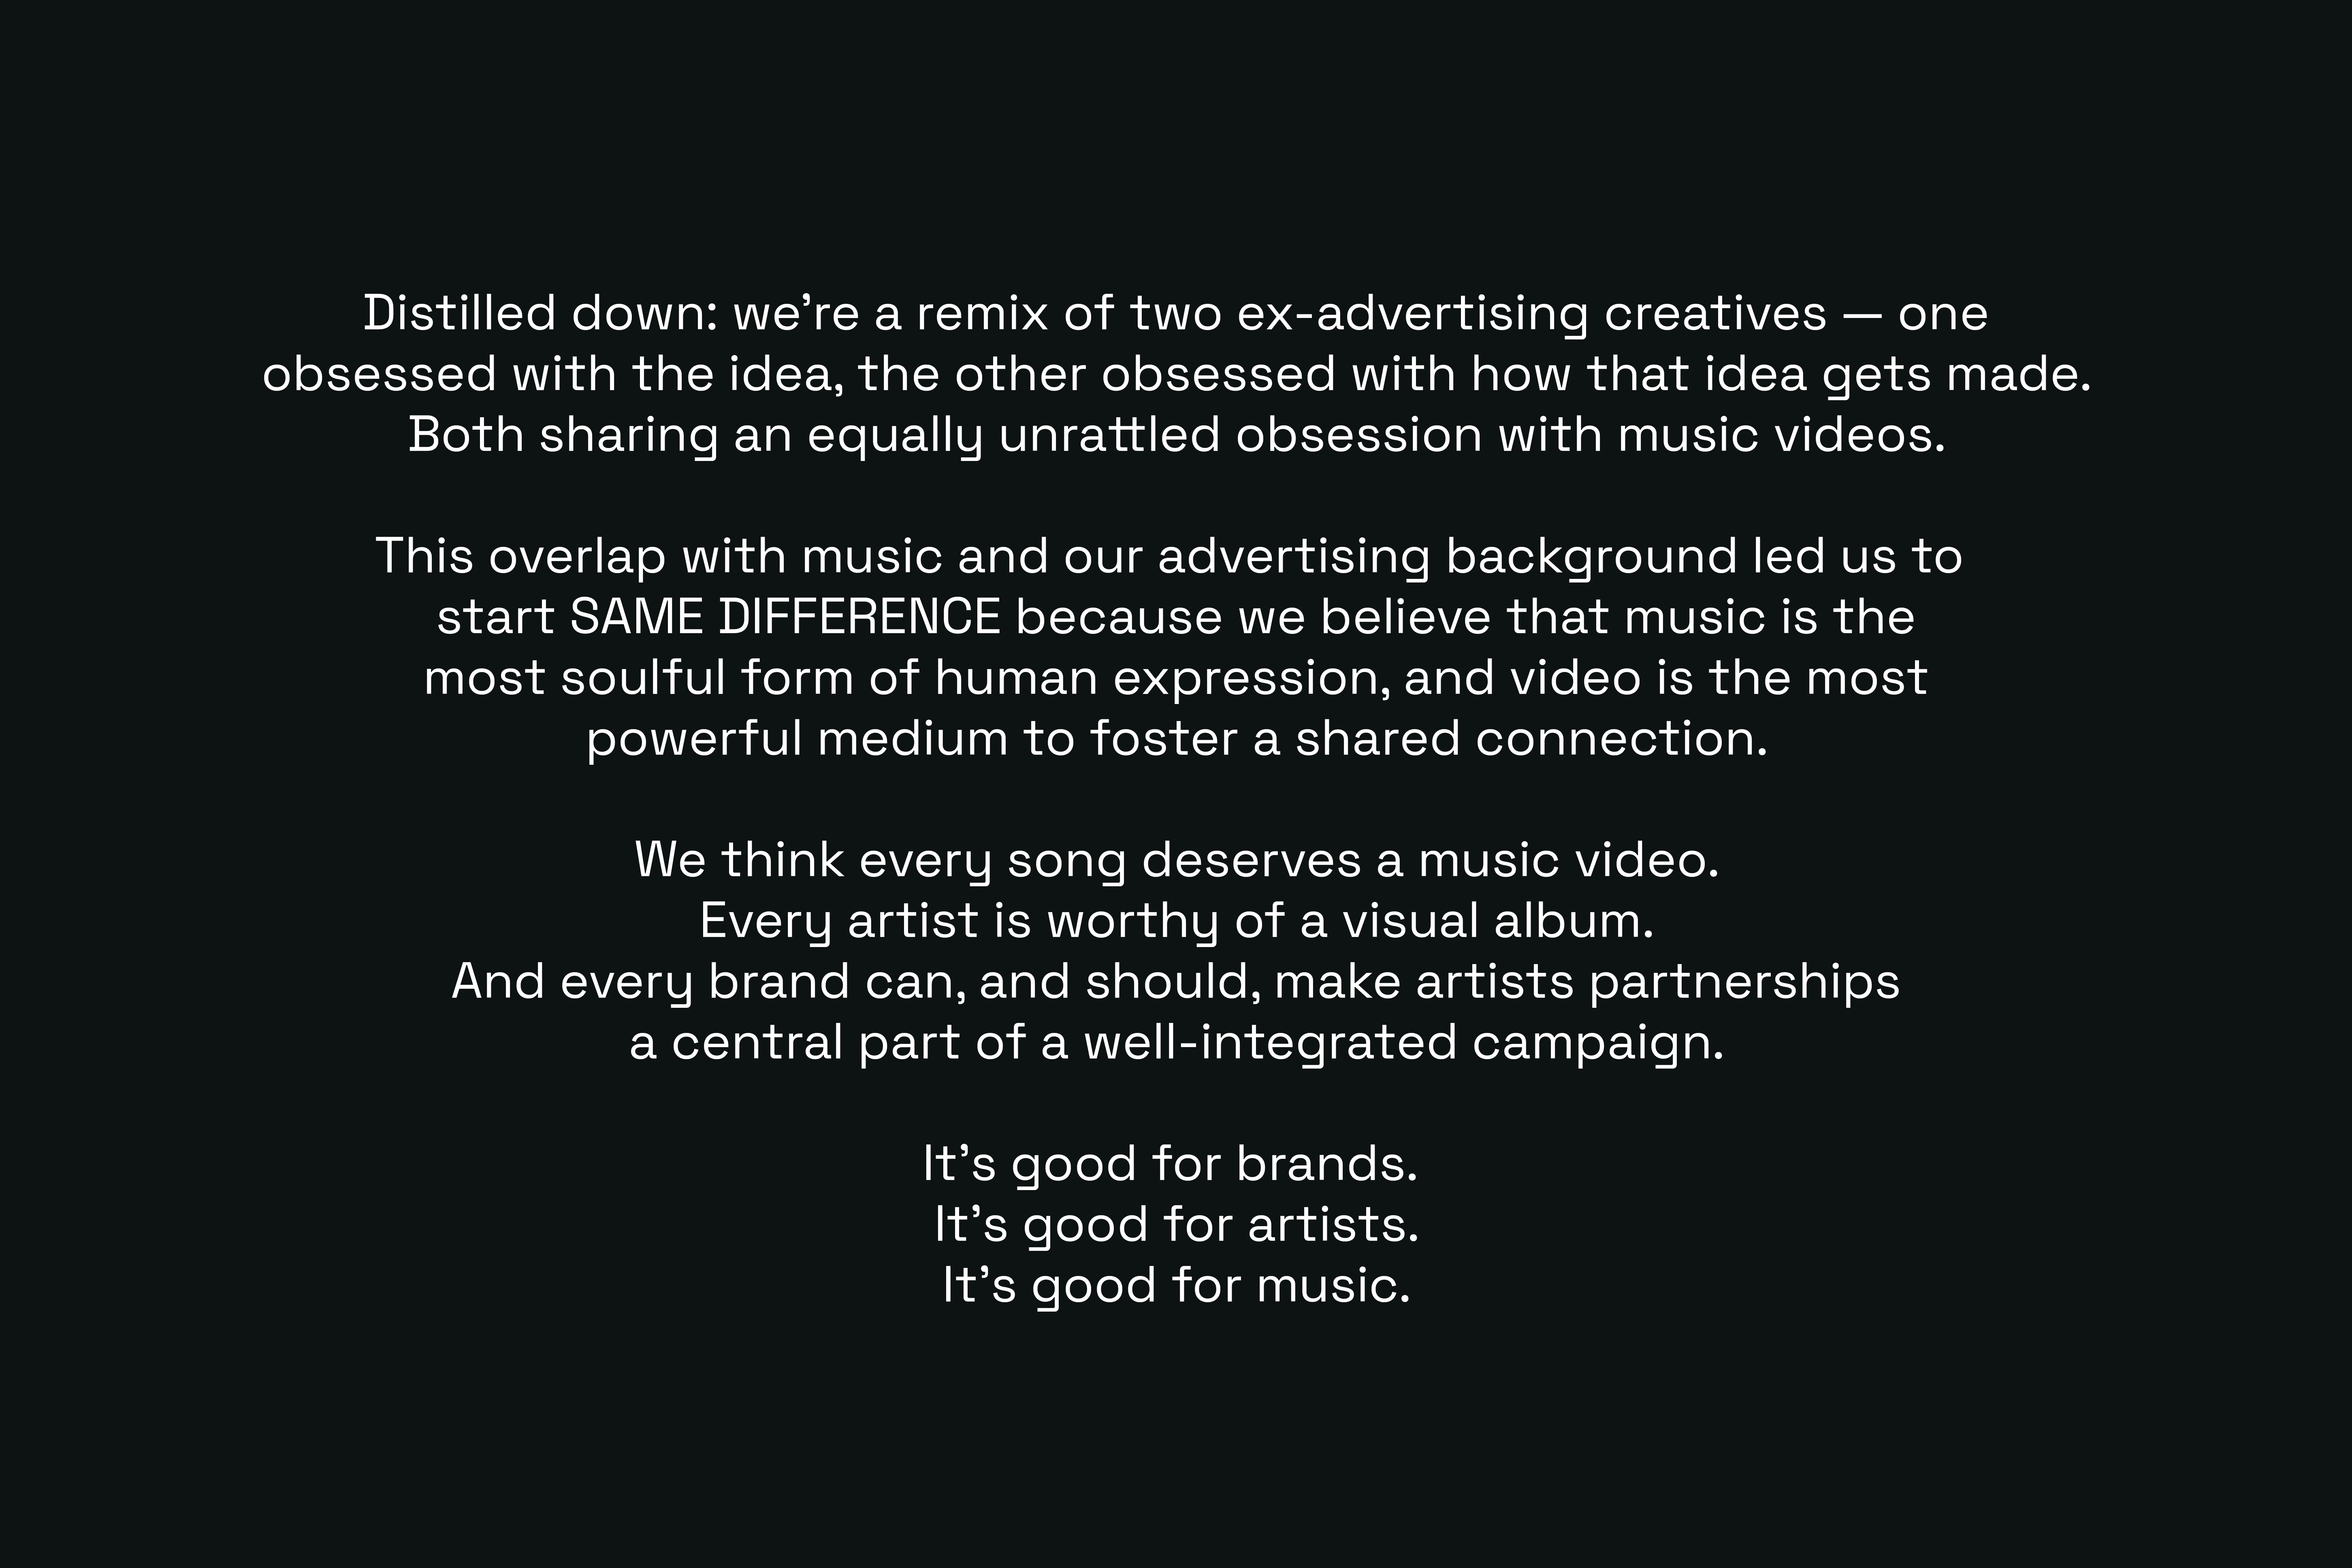 Distilled down: we’re a remix of two ex-advertising creatives — one
obsessed with the idea, the other obsessed with how that idea gets made.
Both sharing an equally unrattled obsession with music videos.
This overlap with music and our advertising background led us to
start SAME DIFFERENCE because we believe that music is the
most soulful form of human expression, and video is the most
powerful medium to foster a shared connection.
We think every song deserves a music video.
Every artist is worthy of a visual album.
And every brand can, and should, make artists partnerships
a central part of a well-integrated campaign.
It’s good for brands.
It’s good for artists.
It’s good for music.